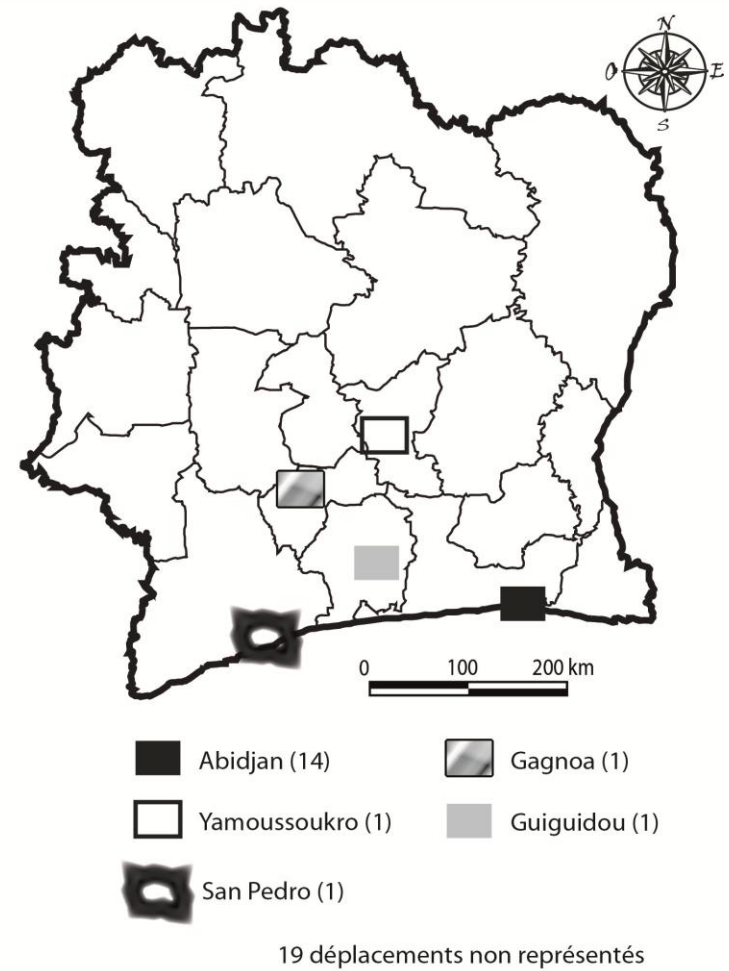 N
O E
S
0 100 200 km
Abidjan (14) Gagnoa (1)
Yamoussoukro (1) Guiguidou (1)
San Pedro (1)
19 déplacements non représentés